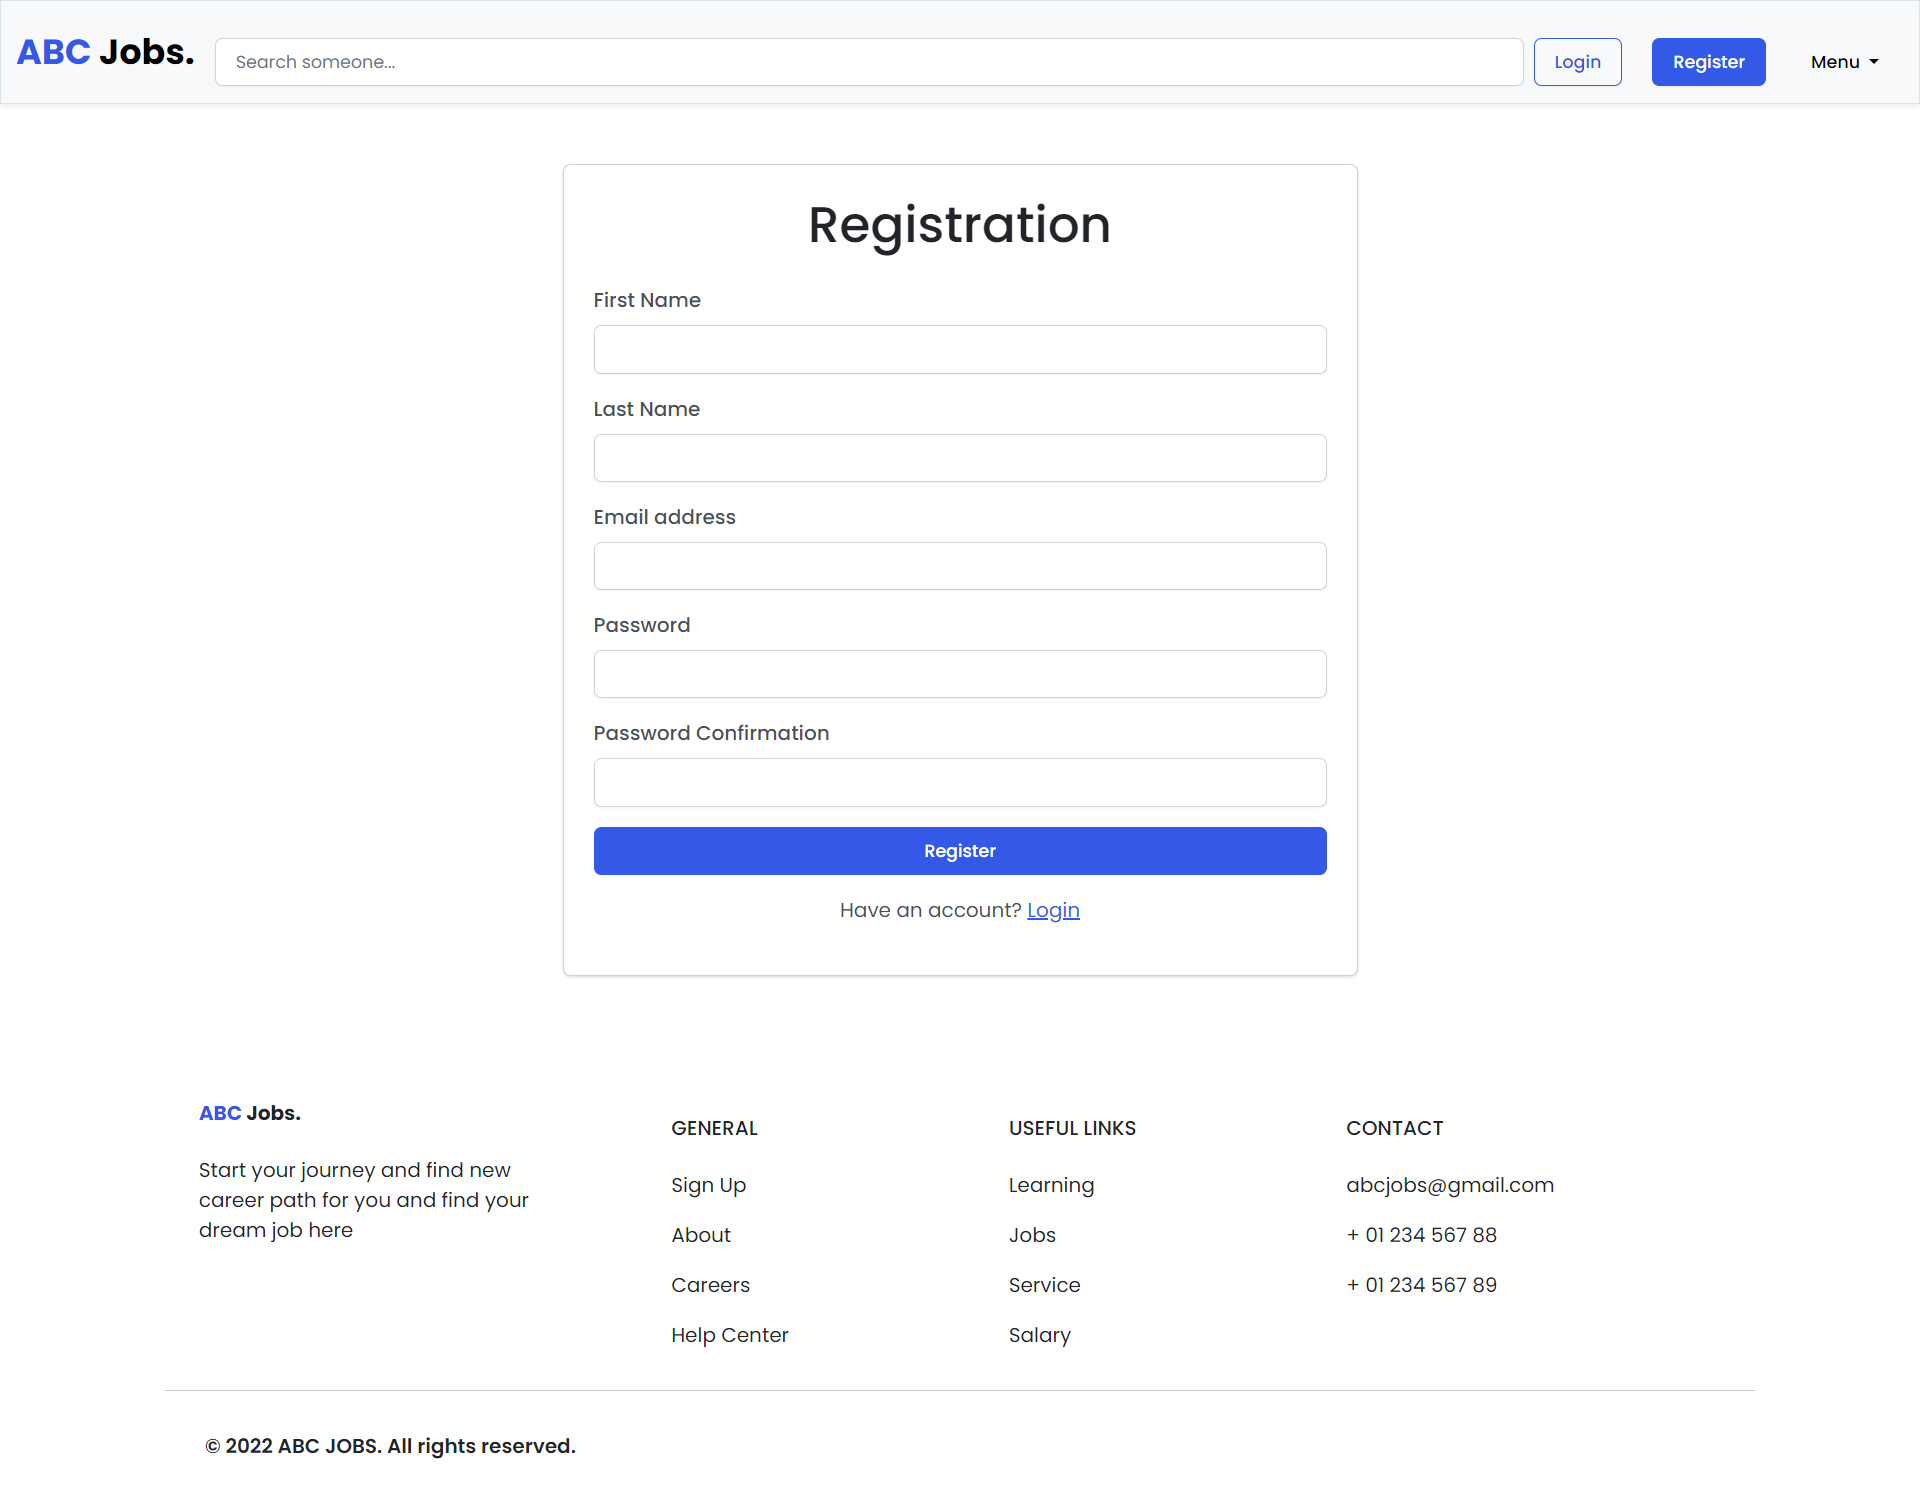 ABC Jobs.
Search someone...
Login
Register
Menu
Registration
First Name
Last Name
Email address
Password
Password Confirmation
Register
Have an account? Login
ABC Jobs.
Start your journey and find new
career path for you and find your
dream job here
GENERAL
Sign Up
About
Careers
Help Center
USEFUL LINKS
Learning
Jobs
Service
Salary
CONTACT
abcjobs@gmail.com
+ 01 234 567 88
+ 01 234 567 89
© 2022 ABC JOBS. All rights reserved.